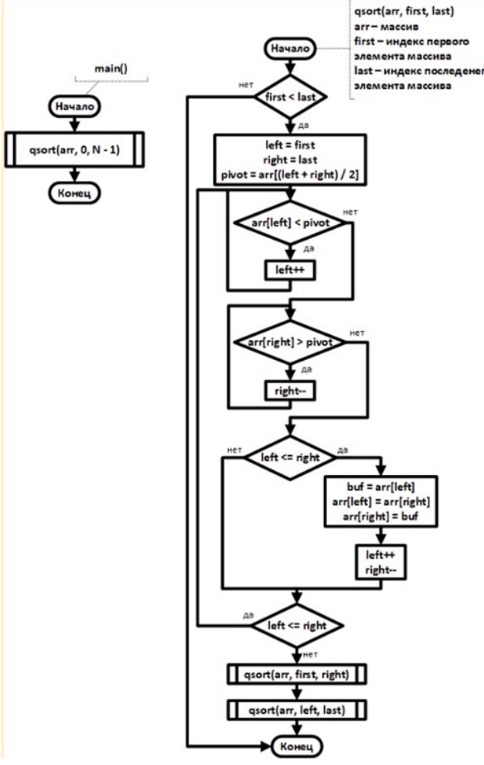 qsort(arr, first, last)
arr – массив
first – индекс первого
элемента массива
last – индекс последенег
элемента массива
main()
Начало
qsort(arr, 0, N - 1)
Конец
Начало
нет
first < last
да
left = first
right = last
pivot = arr[(left + right) / 2]
arr[left] < pivot
нет
да
left++
arr[right] > pivot
нет
да
right--
нет
left <= right
да
buf = arr[left]
arr[left] = arr[right]
arr[right] = buf
left++
right--
да
left <= right
нет
qsort(arr, first, right)
qsort(arr, left, last)
Конец